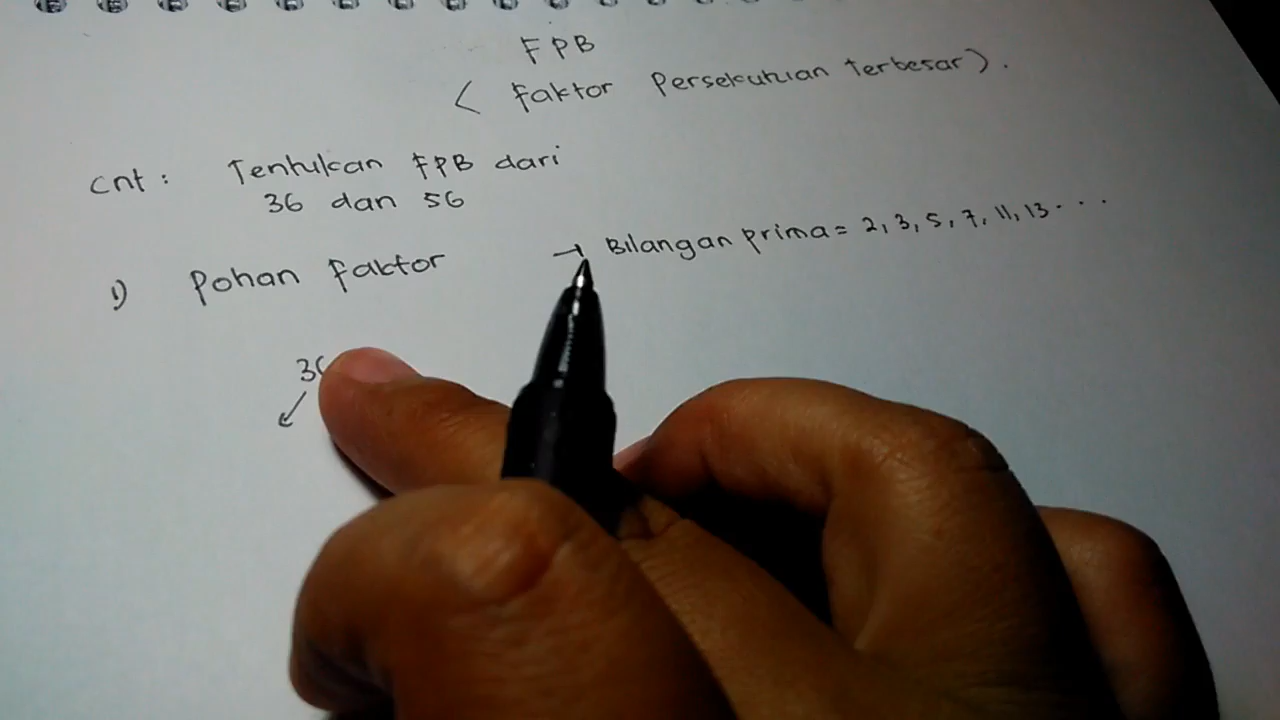 FPB
( Faktor Persekutuan terbesar).
Cnt : Tentukan FPB dari
36 dan 56
1) Pohon faktor → Bilangan prima = 2, 3, 5, 7, 11, 13 . . .